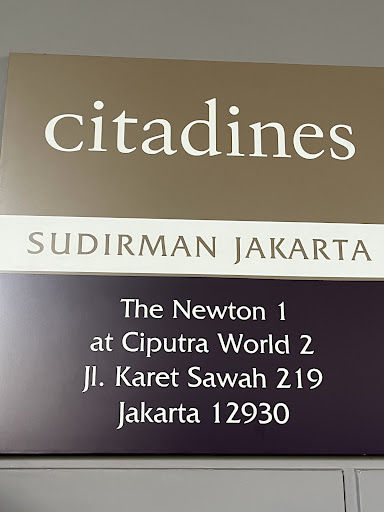 citadines
SUDIRMAN JAKARTA
The Newton 1
at Ciputra World 2
Jl. Karet Sawah 219
Jakarta 12930